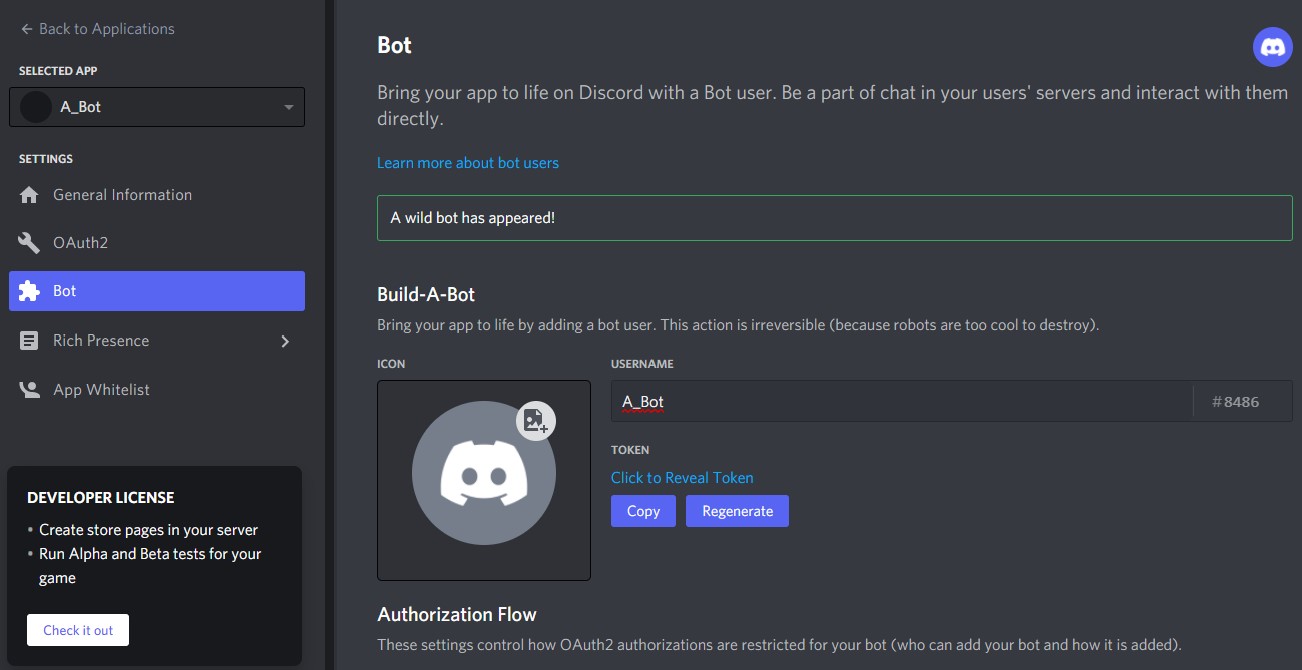 Back to Applications
SELECTED APP
A_Bot
SETTINGS
General Information
OAuth2
Bot
Rich Presence
App Whitelist
DEVELOPER LICENSE
• Create store pages in your server
• Run Alpha and Beta tests for your
game
Check it out
Bot
Bring your app to life on Discord with a Bot user. Be a part of chat in your users' servers and interact with them
directly.
Learn more about bot users
A wild bot has appeared!
Build-A-Bot
Bring your app to life by adding a bot user. This action is irreversible (because robots are too cool to destroy).
ICON
USERNAME
A_Bot #8486
TOKEN
Click to Reveal Token
Copy Regenerate
Authorization Flow
These settings control how OAuth2 authorizations are restricted for your bot (who can add your bot and how it is added).